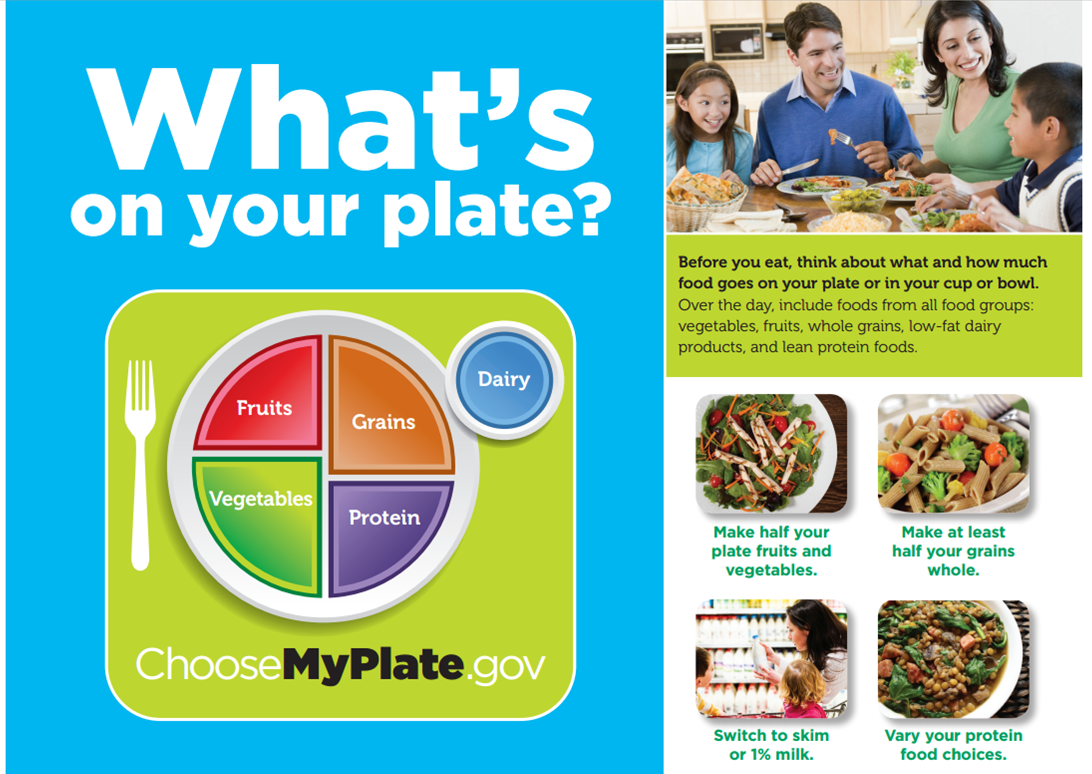 What's
on your plate?
Fruits
Grains
Dairy
Vegetables
Protein
ChooseMyPlate.gov
Before you eat, think about what and how much
food goes on your plate or in your cup or bowl.
Over the day, include foods from all food groups:
vegetables, fruits, whole grains, low-fat dairy
products, and lean protein foods.
Make half your
plate fruits and
vegetables.
Make at least
half your grains
whole.
Switch to skim
or 1% milk.
Vary your protein
food choices.